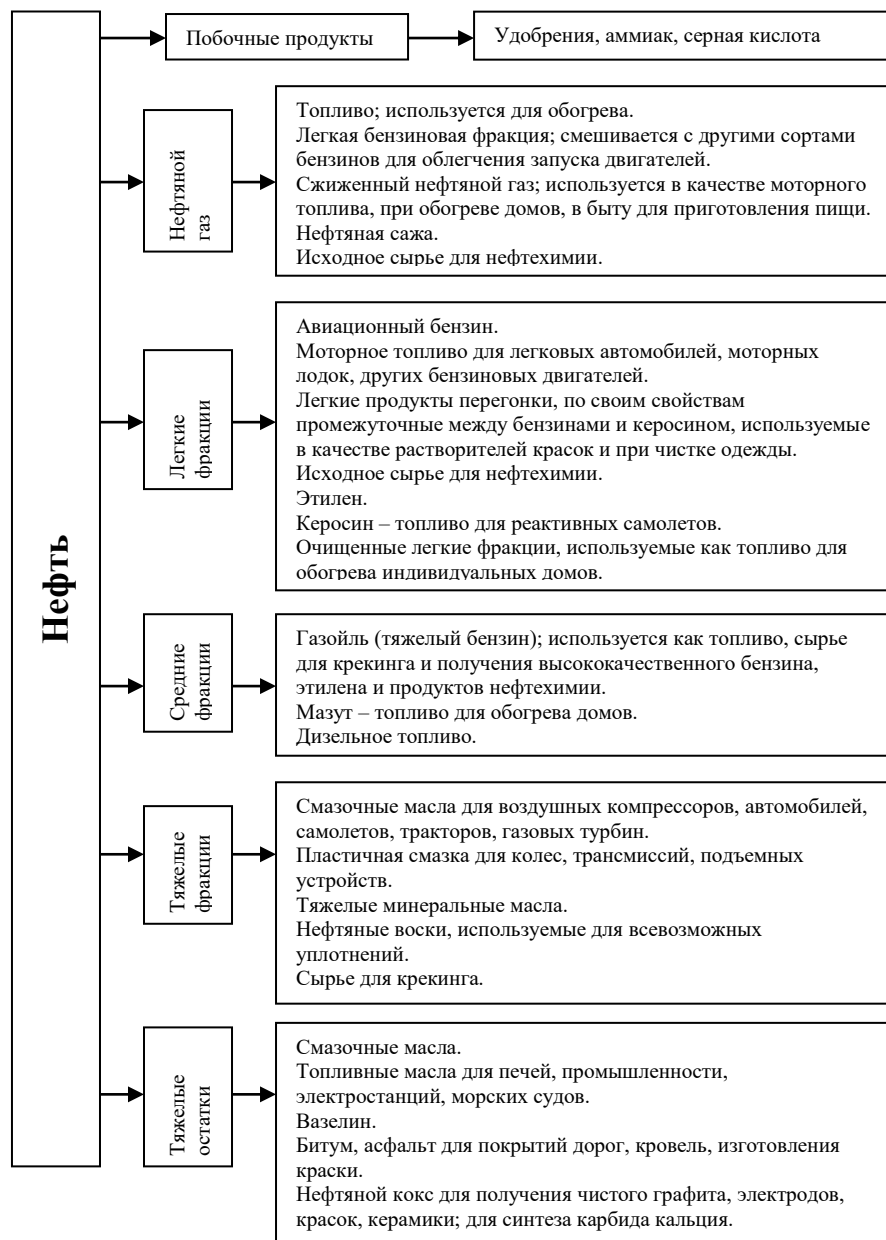 Нефть
Побочные продукты
Удобрения, аммиак, серная кислота
Нефтяной
газ
Топливо; используется для обогрева.
Легкая бензиновая фракция; смешивается с другими сортами
бензинов для облегчения запуска двигателей.
Сжиженный нефтяной газ; используется в качестве моторного
топлива, при обогреве домов, в быту для приготовления пищи.
Нефтяная сажа.
Исходное сырье для нефтехимии.
Легкие
фракции
Авиационный бензин.
Моторное топливо для легковых автомобилей, моторных
лодок, других бензиновых двигателей.
Легкие продукты перегонки, по своим свойствам
промежуточные между бензинами и керосином, используемые
в качестве растворителей красок и при чистке одежды.
Исходное сырье для нефтехимии.
Этилен.
Керосин – топливо для реактивных самолетов.
Очищенные легкие фракции, используемые как топливо для
обогрева индивидуальных домов.
Средние
фракции
Газойль (тяжелый бензин); используется как топливо, сырье
для крекинга и получения высококачественного бензина,
этилена и продуктов нефтехимии.
Мазут – топливо для обогрева домов.
Дизельное топливо.
Тяжелые
фракции
Смазочные масла для воздушных компрессоров, автомобилей,
самолетов, тракторов, газовых турбин.
Пластичная смазка для колес, трансмиссий, подъемных
устройств.
Тяжелые минеральные масла.
Нефтяные воски, используемые для всевозможных
уплотнений.
Сырье для крекинга.
Тяжелые
остатки
Смазочные масла.
Топливные масла для печей, промышленности,
электростанций, морских судов.
Вазелин.
Битум, асфальт для покрытий дорог, кровель, изготовления
краски.
Нефтяной кокс для получения чистого графита, электродов,
красок, керамики; для синтеза карбида кальция.